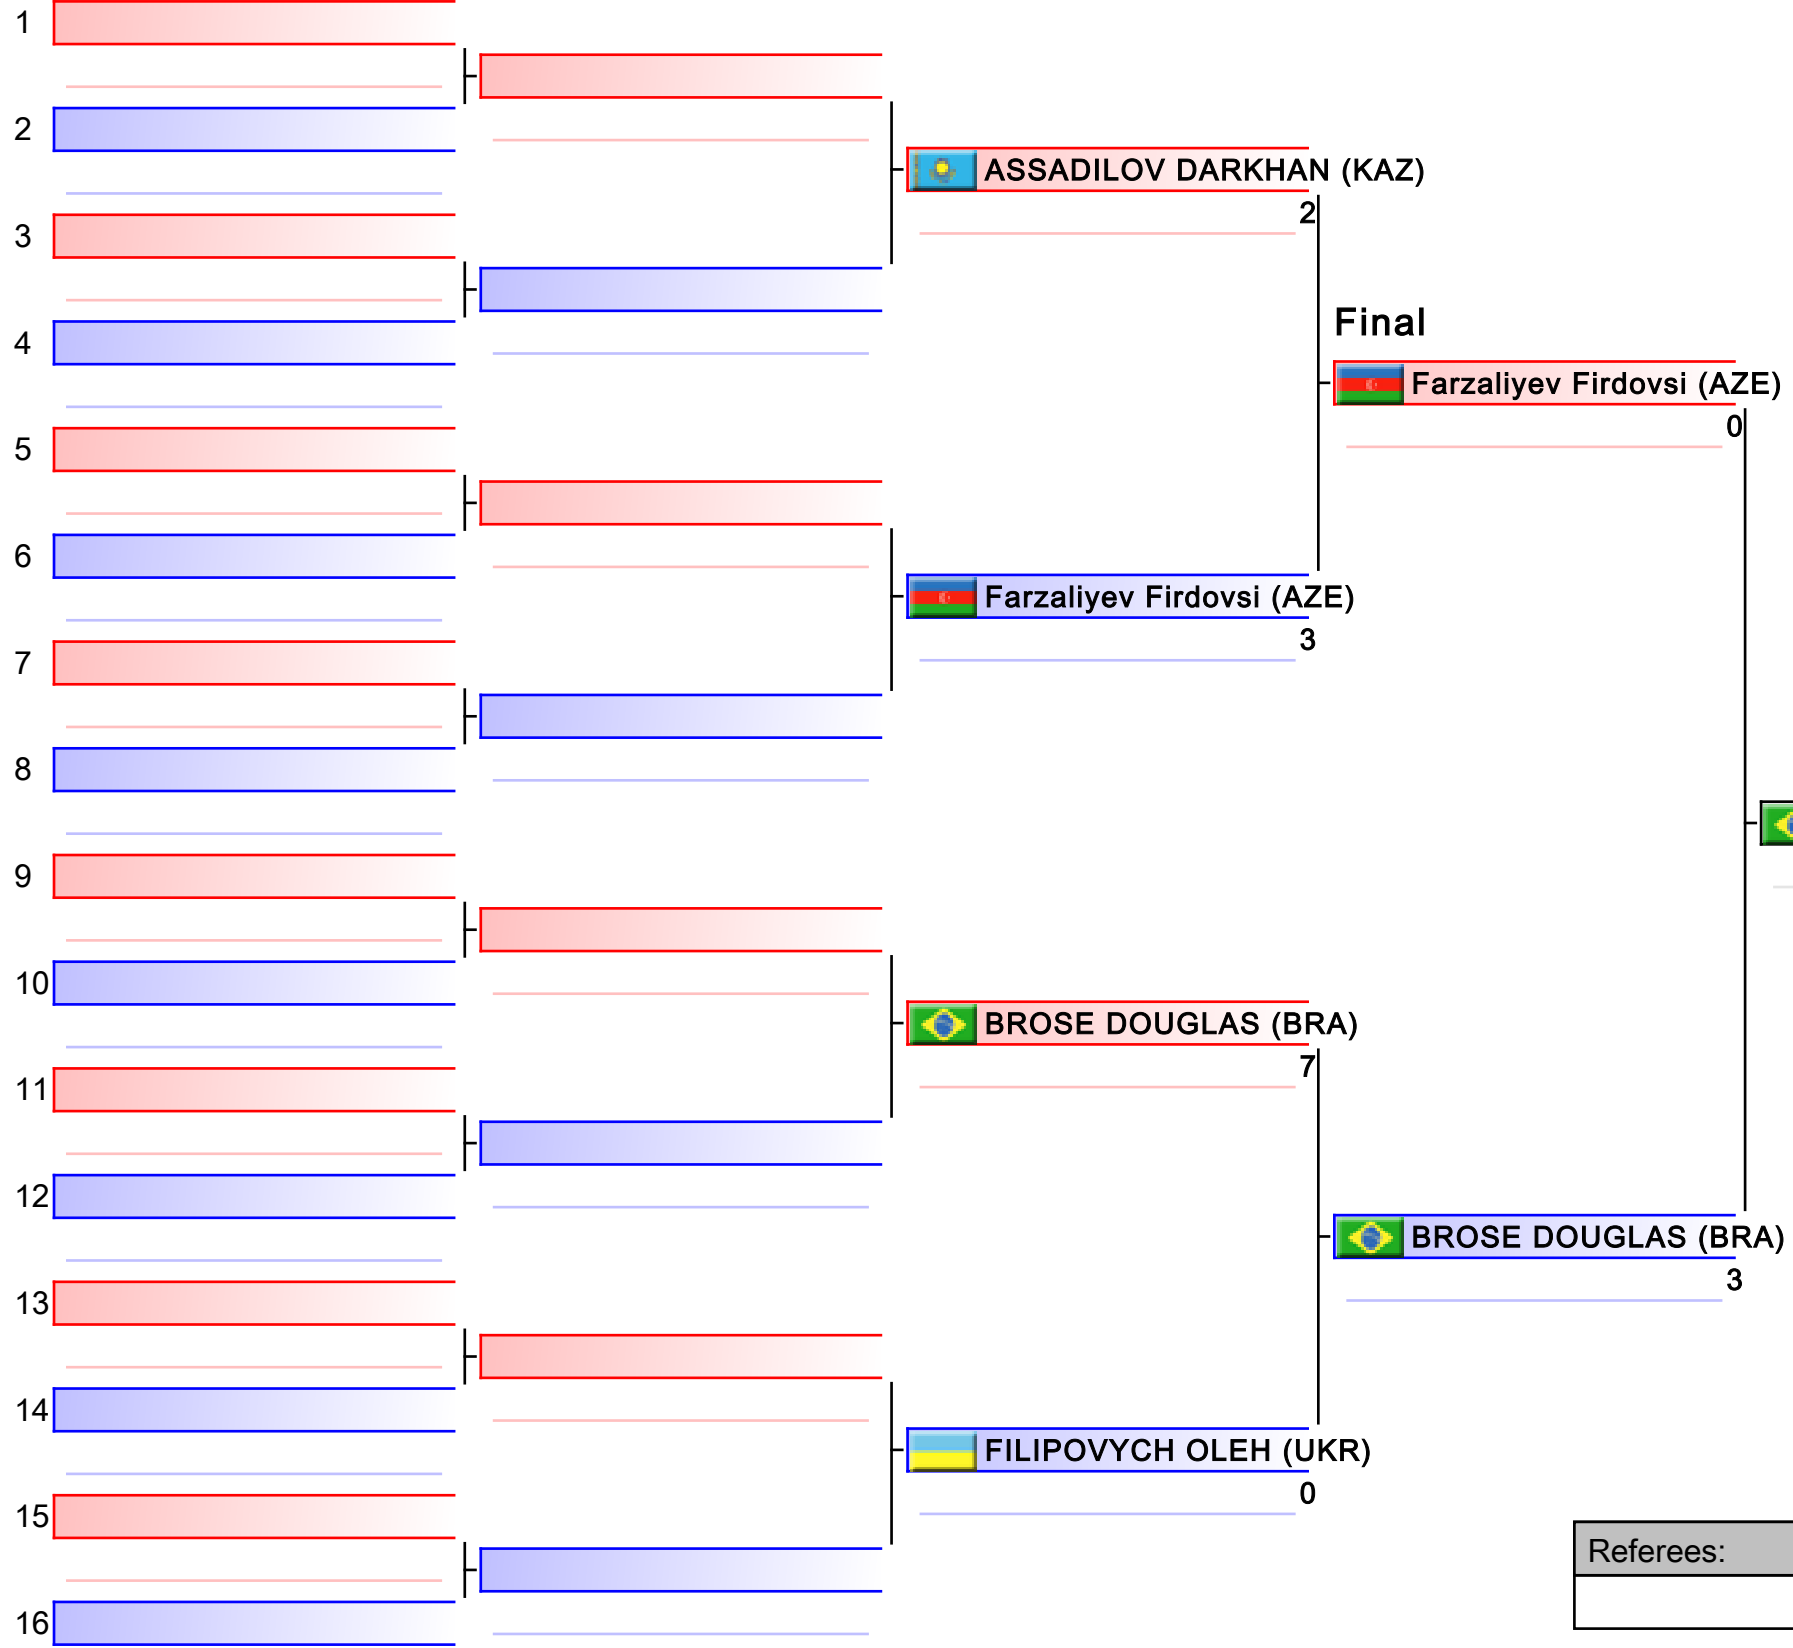 1
2
ASSADILOV DARKHAN (KAZ)
2
3
Final
4
Farzaliyev Firdovsi (AZE)
0
5
6
Farzaliyev Firdovsi (AZE)
3
7
8
9
10
BROSE DOUGLAS (BRA)
7
11
12
BROSE DOUGLAS (BRA)
3
13
14
FILIPOVYCH OLEH (UKR)
0
15
Referees:
16